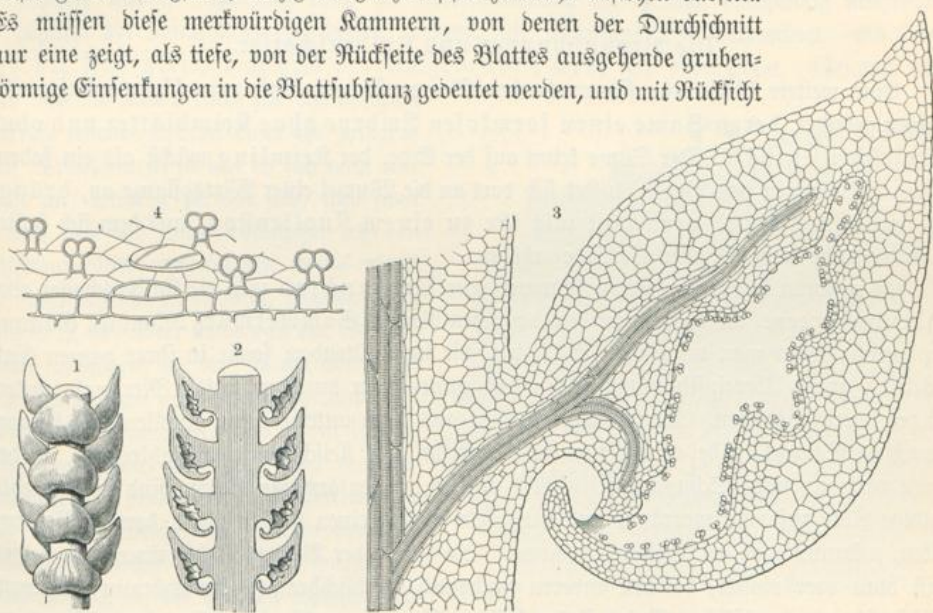 Es müssen diese merkwürdigen Kammern, von denen der Durchschnitt
nur eine zeigt, als tiefe, von der Rückseite des Blattes ausgehende gruben-
förmige Einsenkungen in die Blattsubstanz gedeutet werden, und mit Rücksicht
4
3
1
2